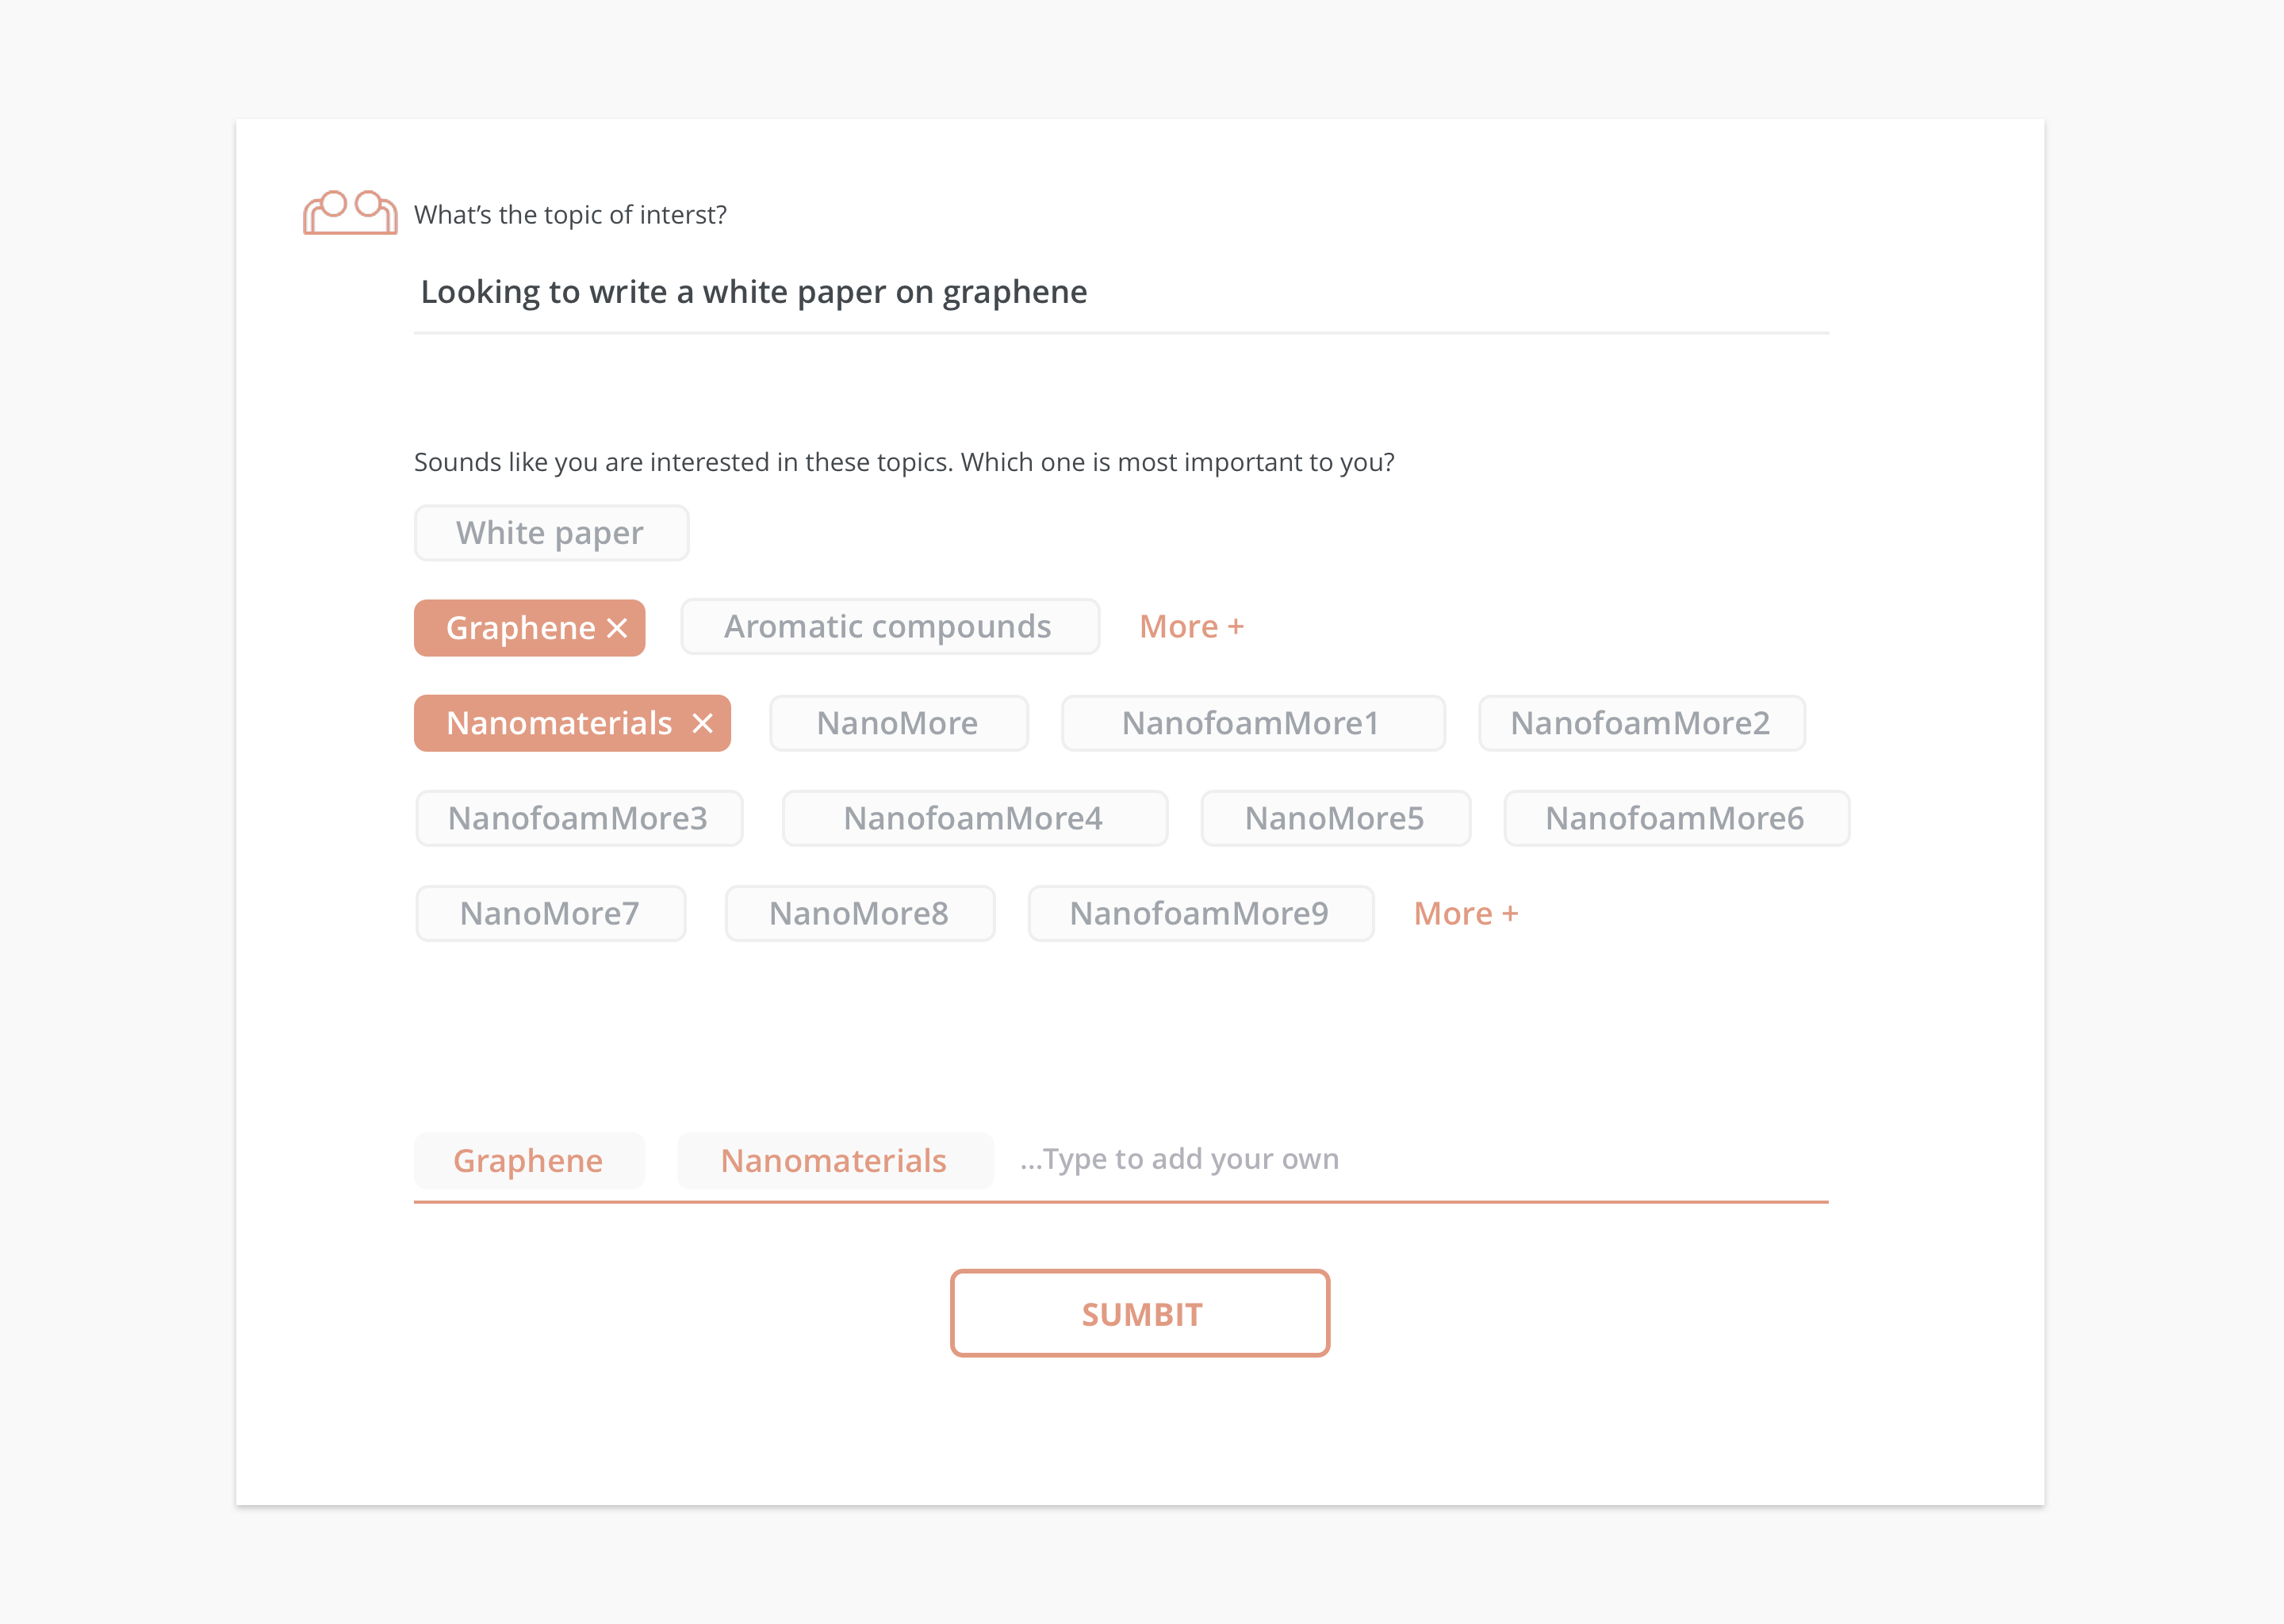 What's the topic of interst?
Looking to write a white paper on graphene
Sounds like you are interested in these topics. Which one is most important to you?
White paper
Graphene Aromatic compounds More +
Nanomaterials NanoMore NanofoamMore1 NanofoamMore2
NanofoamMore3 NanofoamMore4 NanoMore5 NanofoamMore6
NanoMore7 NanoMore8 NanofoamMore9 More +
Graphene Nanomaterials ...Type to add your own
SUMBIT